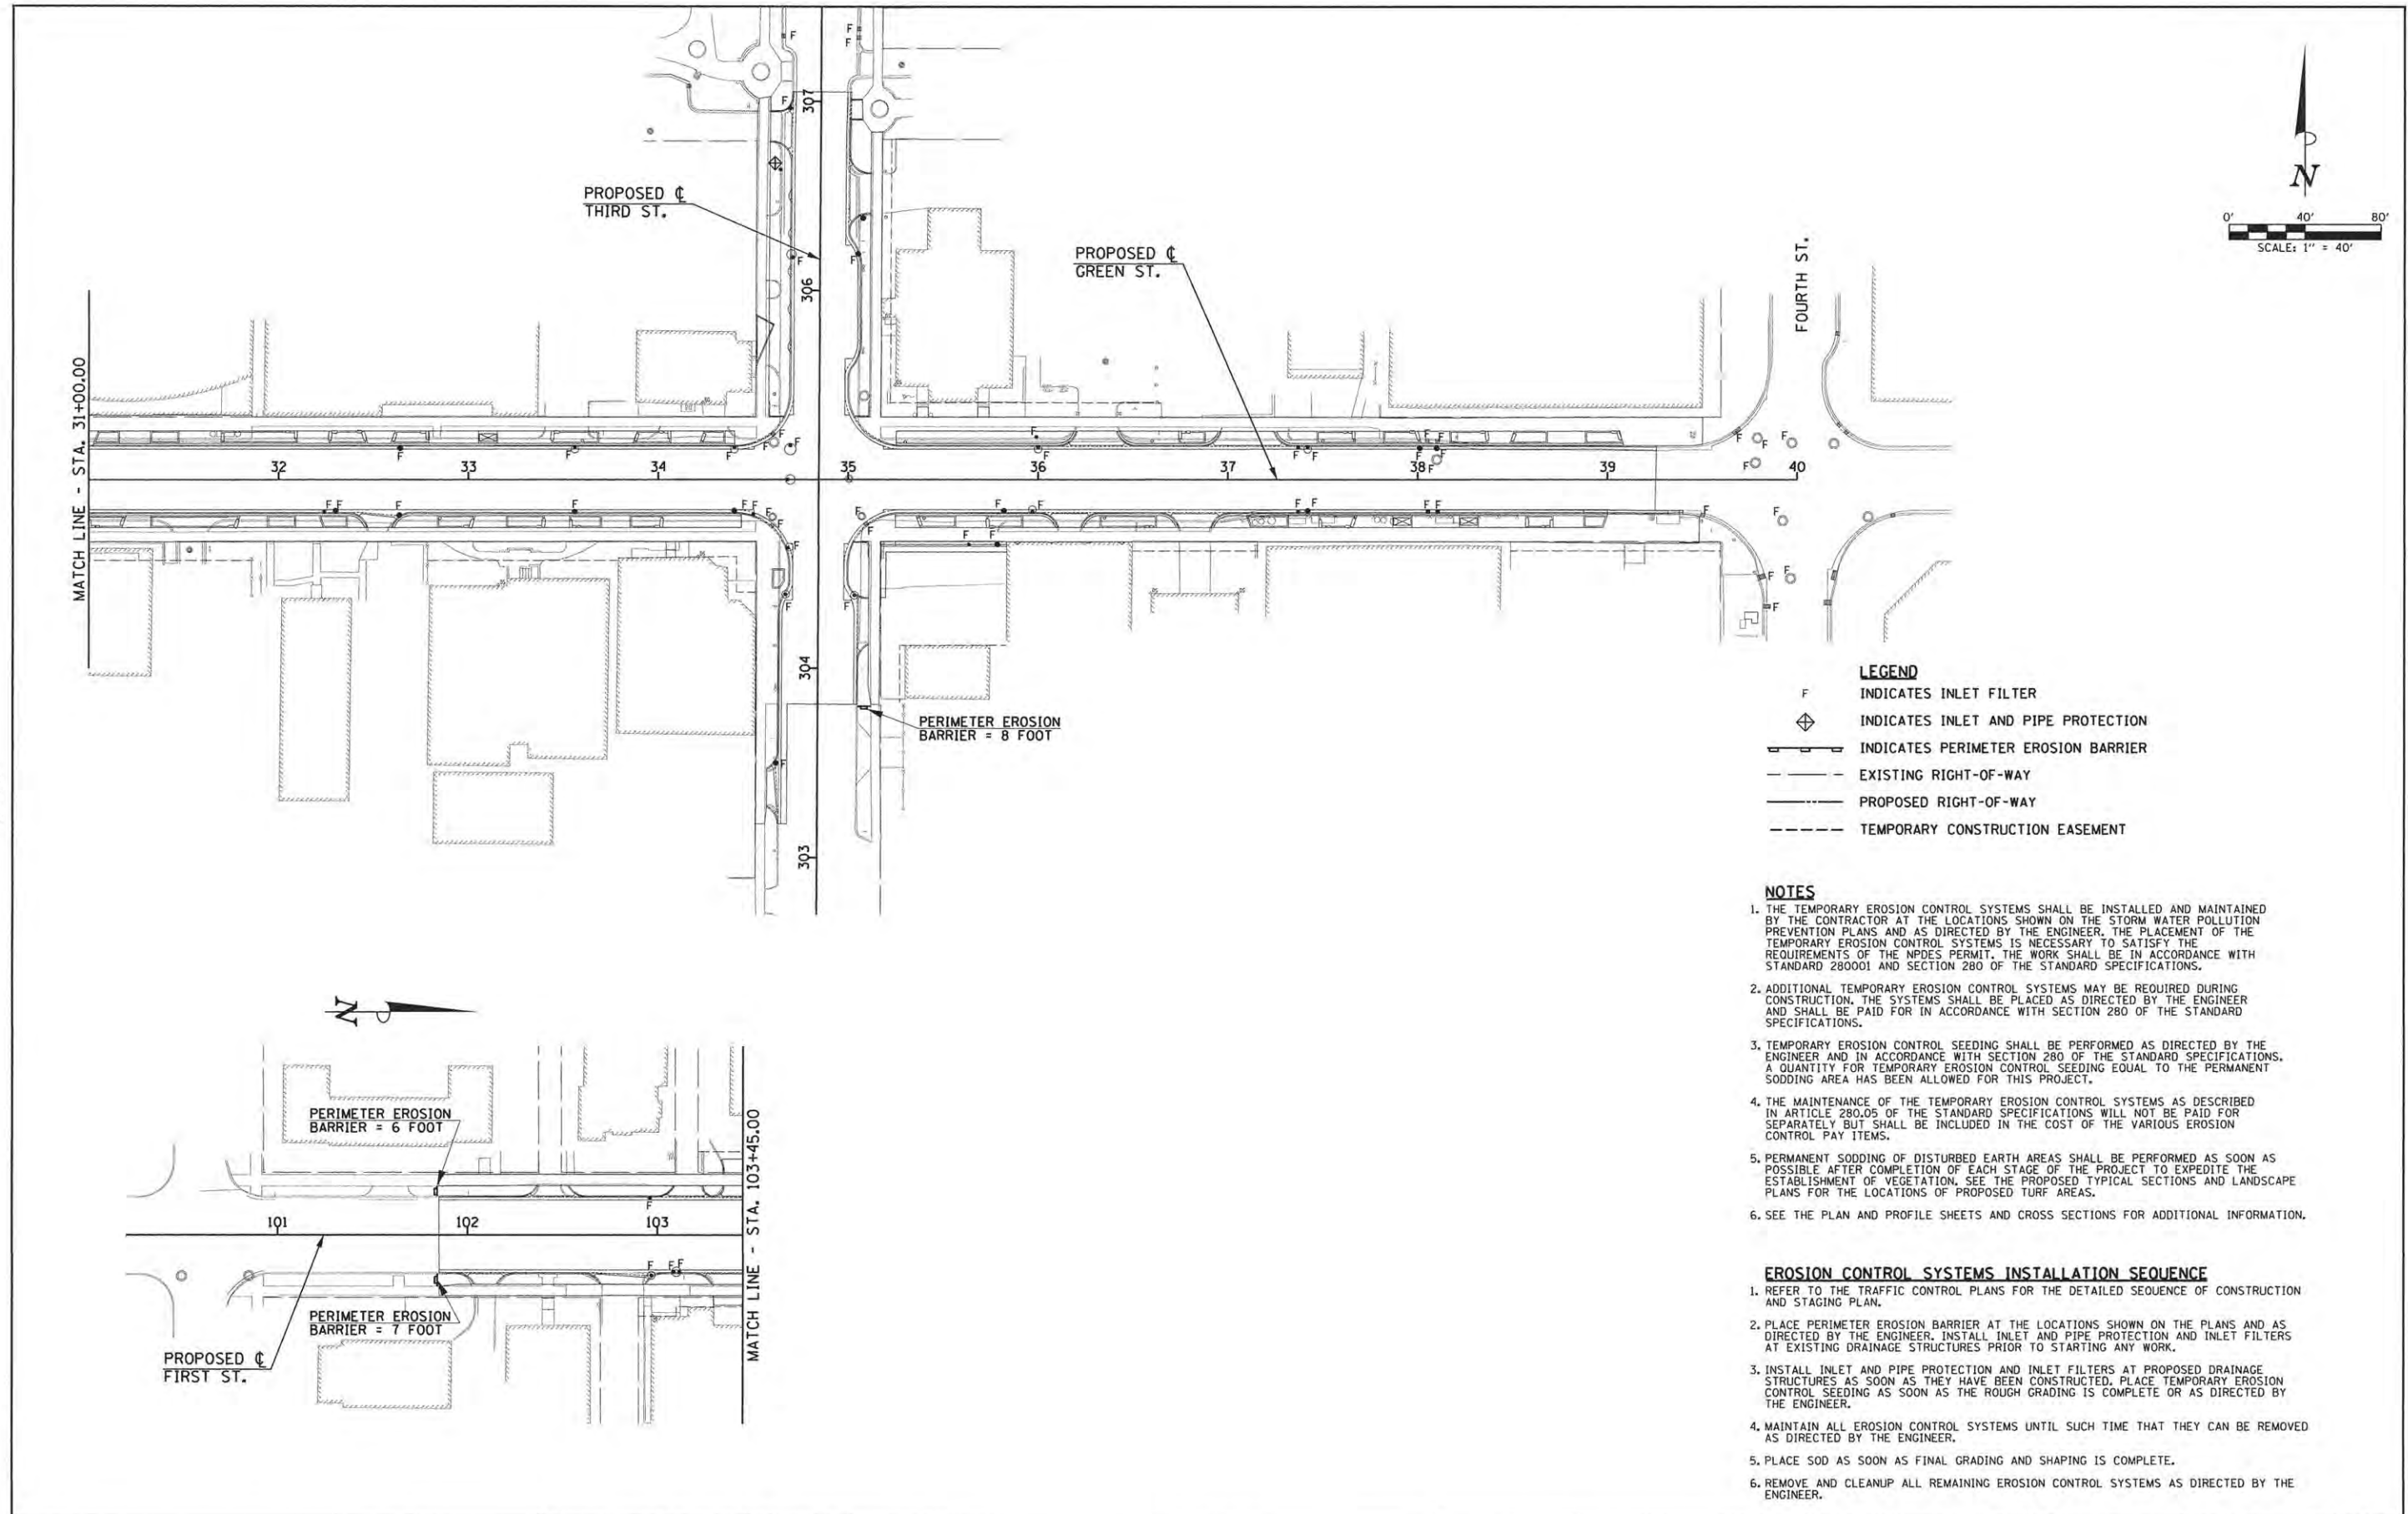 PROPOSED ℄
THIRD ST.
PROPOSED ℄
GREEN ST.
FOURTH ST.
N
0' 40' 80'
SCALE: 1" = 40'
307
306
304
303
MATCH LINE - STA. 31+00.00
32 33 34 35 36 37 38 39 40
F F F F F F F F
F F F F F F F F
PERIMETER EROSION
BARRIER = 8 FOOT
LEGEND
F INDICATES INLET FILTER
INDICATES INLET AND PIPE PROTECTION
INDICATES PERIMETER EROSION BARRIER
EXISTING RIGHT-OF-WAY
PROPOSED RIGHT-OF-WAY
TEMPORARY CONSTRUCTION EASEMENT
NOTES
1. THE TEMPORARY EROSION CONTROL SYSTEMS SHALL BE INSTALLED AND MAINTAINED
BY THE CONTRACTOR AT THE LOCATIONS SHOWN ON THE STORM WATER POLLUTION
PREVENTION PLANS AND AS DIRECTED BY THE ENGINEER. THE PLACEMENT OF THE
TEMPORARY EROSION CONTROL SYSTEMS IS NECESSARY TO SATISFY THE
REQUIREMENTS OF THE NPDES PERMIT. THE WORK SHALL BE IN ACCORDANCE WITH
STANDARD 280001 AND SECTION 280 OF THE STANDARD SPECIFICATIONS.
2. ADDITIONAL TEMPORARY EROSION CONTROL SYSTEMS MAY BE REQUIRED DURING
CONSTRUCTION. THE SYSTEMS SHALL BE PLACED AS DIRECTED BY THE ENGINEER
AND SHALL BE PAID FOR IN ACCORDANCE WITH SECTION 280 OF THE STANDARD
SPECIFICATIONS.
3. TEMPORARY EROSION CONTROL SEEDING SHALL BE PERFORMED AS DIRECTED BY THE
ENGINEER AND IN ACCORDANCE WITH SECTION 280 OF THE STANDARD SPECIFICATIONS.
A QUANTITY FOR TEMPORARY EROSION CONTROL SEEDING EQUAL TO THE PERMANENT
SODDING AREA HAS BEEN ALLOWED FOR THIS PROJECT.
4. THE MAINTENANCE OF THE TEMPORARY EROSION CONTROL SYSTEMS AS DESCRIBED
IN ARTICLE 280.05 OF THE STANDARD SPECIFICATIONS WILL NOT BE PAID FOR
SEPARATELY BUT SHALL BE INCLUDED IN THE COST OF THE VARIOUS EROSION
CONTROL PAY ITEMS.
5. PERMANENT SODDING OF DISTURBED EARTH AREAS SHALL BE PERFORMED AS SOON AS
POSSIBLE AFTER COMPLETION OF EACH STAGE OF THE PROJECT TO EXPEDITE THE
ESTABLISHMENT OF VEGETATION. SEE THE PROPOSED TYPICAL SECTIONS AND LANDSCAPE
PLANS FOR THE LOCATIONS OF PROPOSED TURF AREAS.
6. SEE THE PLAN AND PROFILE SHEETS AND CROSS SECTIONS FOR ADDITIONAL INFORMATION.
EROSION CONTROL SYSTEMS INSTALLATION SEQUENCE
1. REFER TO THE TRAFFIC CONTROL PLANS FOR THE DETAILED SEQUENCE OF CONSTRUCTION
AND STAGING PLAN.
2. PLACE PERIMETER EROSION BARRIER AT THE LOCATIONS SHOWN ON THE PLANS AND AS
DIRECTED BY THE ENGINEER. INSTALL INLET AND PIPE PROTECTION AND INLET FILTERS
AT EXISTING DRAINAGE STRUCTURES PRIOR TO STARTING ANY WORK.
3. INSTALL INLET AND PIPE PROTECTION AND INLET FILTERS AT PROPOSED DRAINAGE
STRUCTURES AS SOON AS THEY HAVE BEEN CONSTRUCTED. PLACE TEMPORARY EROSION
CONTROL SEEDING AS SOON AS THE ROUGH GRADING IS COMPLETE OR AS DIRECTED BY
THE ENGINEER.
4. MAINTAIN ALL EROSION CONTROL SYSTEMS UNTIL SUCH TIME THAT THEY CAN BE REMOVED
AS DIRECTED BY THE ENGINEER.
5. PLACE SOD AS SOON AS FINAL GRADING AND SHAPING IS COMPLETE.
6. REMOVE AND CLEANUP ALL REMAINING EROSION CONTROL SYSTEMS AS DIRECTED BY THE
ENGINEER.
N
PERIMETER EROSION
BARRIER = 6 FOOT
F
101 102 103
F F F
PERIMETER EROSION
BARRIER = 7 FOOT
PROPOSED ℄
FIRST ST.
MATCH LINE - STA. 103+45.00